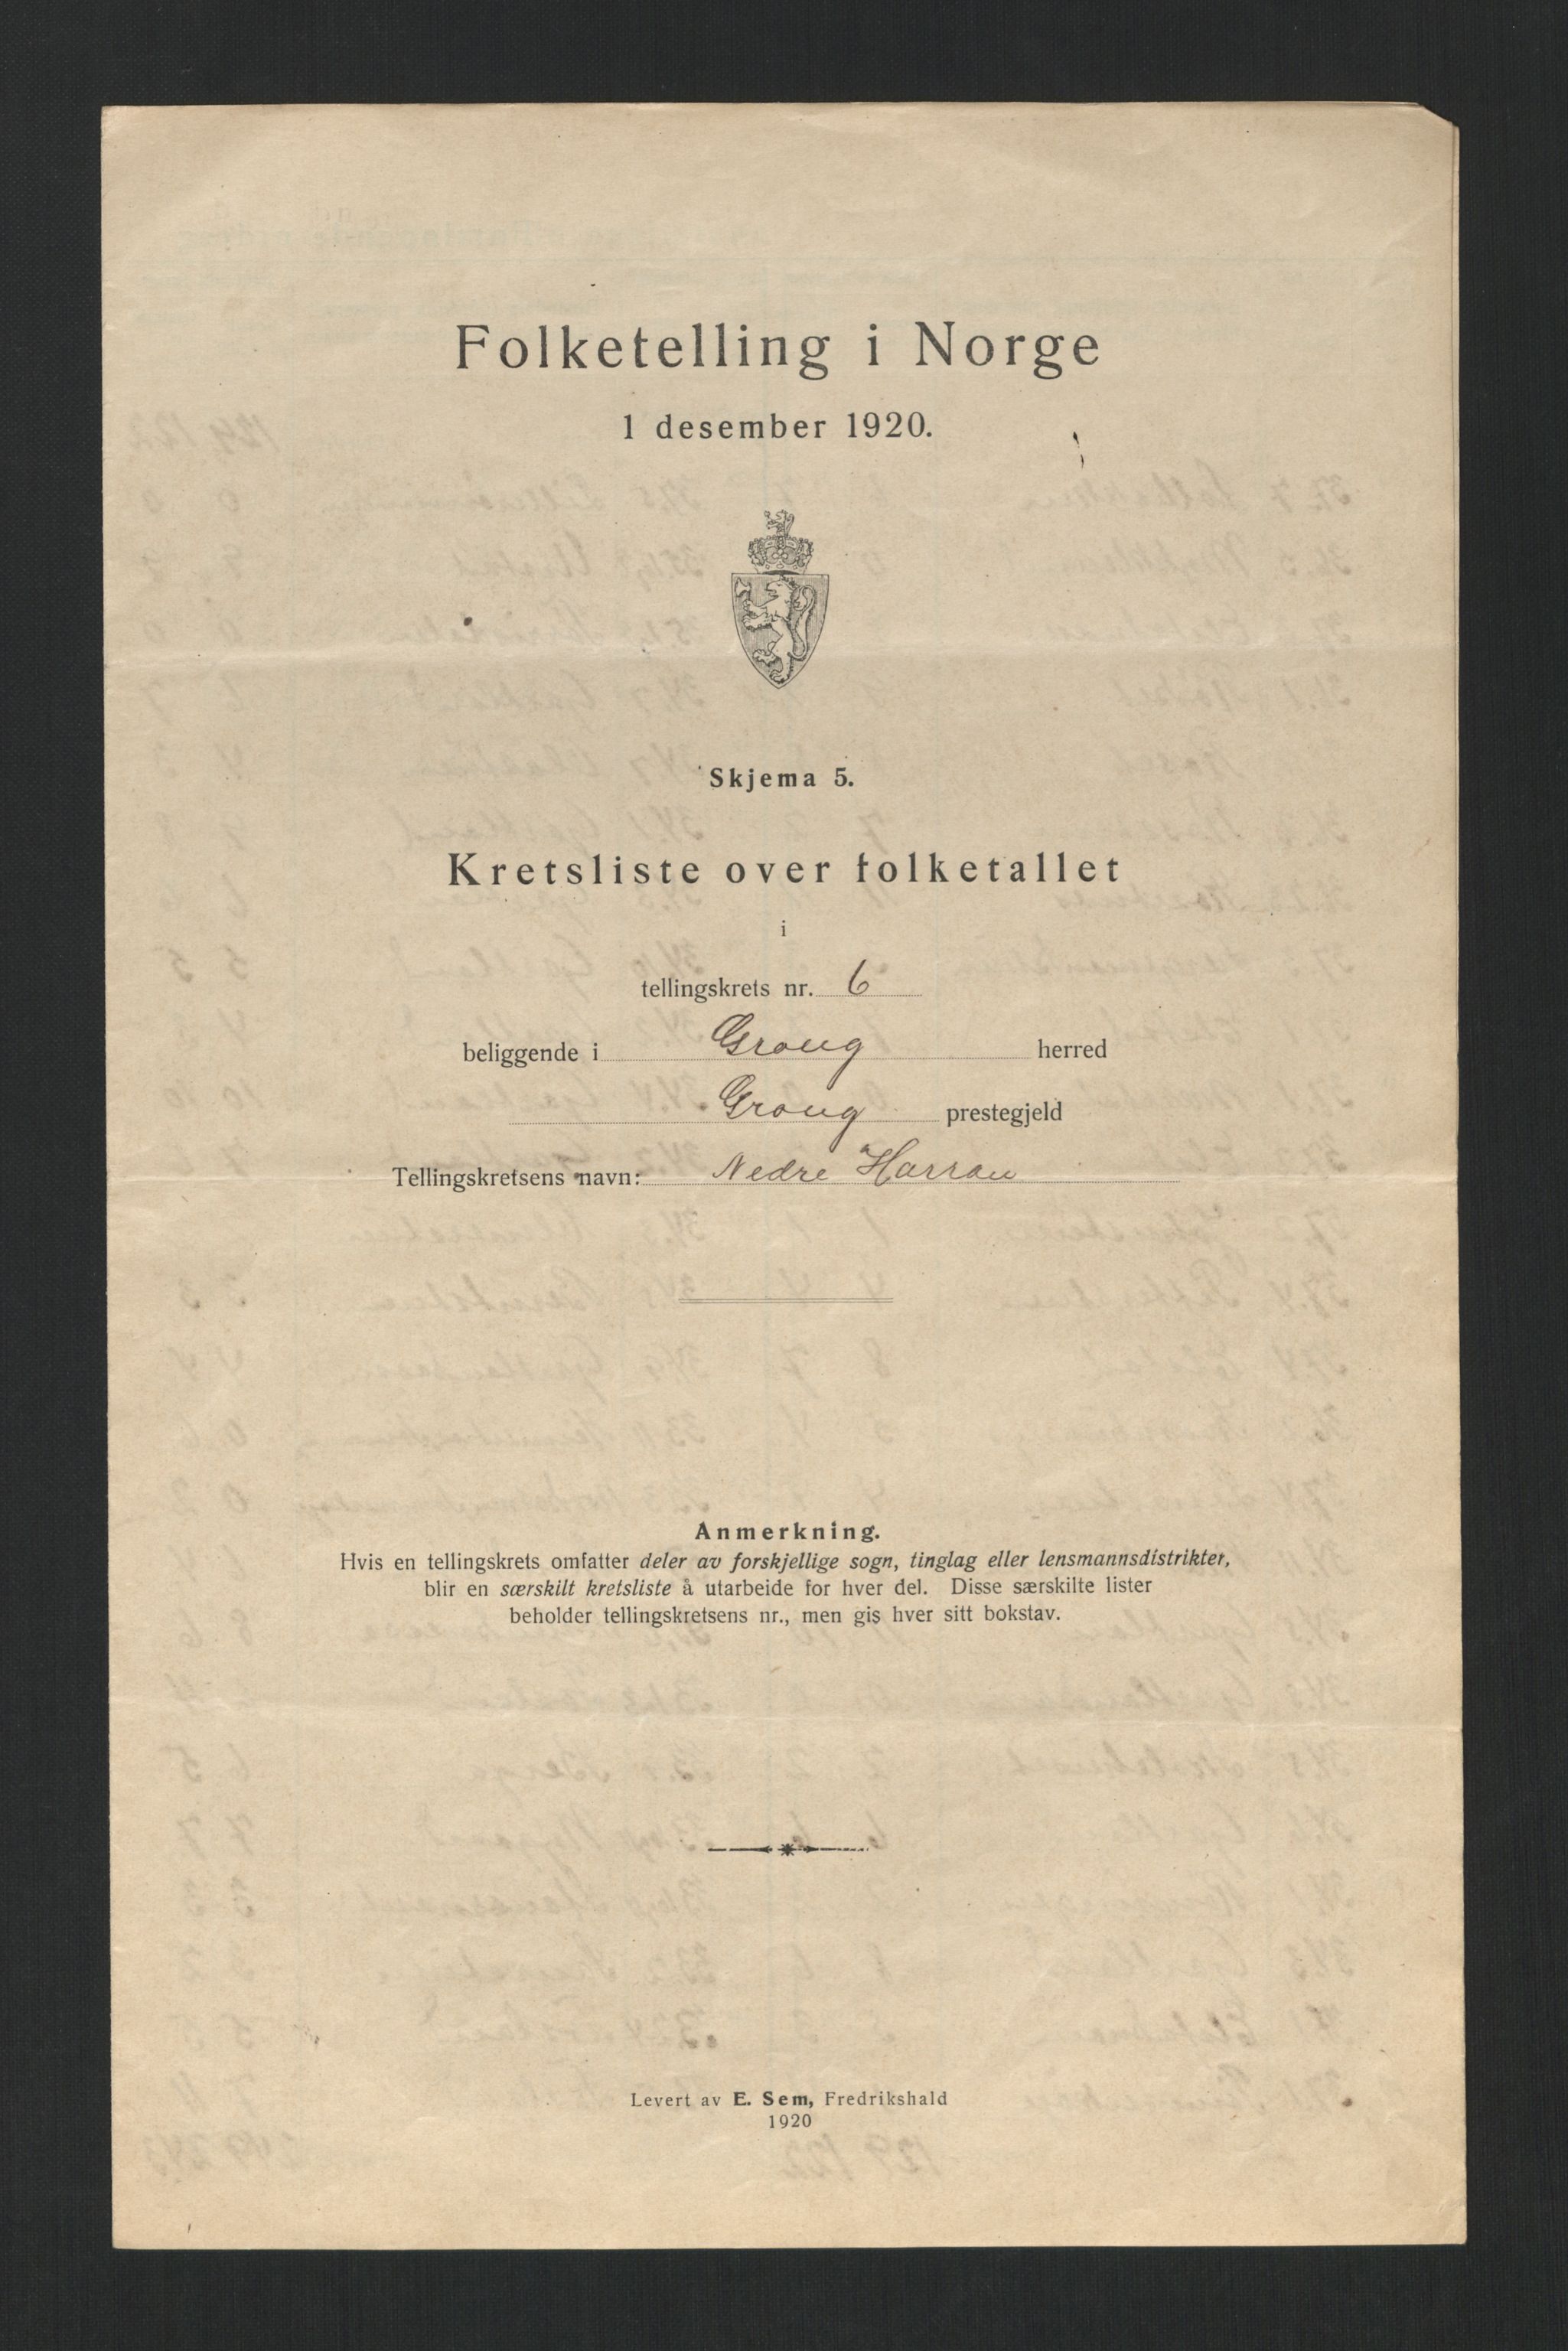 Folketelling i Norge
1 desember 1920.
Skjema 5.
Kretsliste over folketallet
i
tellingskrets nr. 6
beliggende i Grong herred
Grong prestegjeld
Tellingskretsens navn: Nedre Harran
Anmerkning.
Hvis en tellingskrets omfatter deler av forskjellige sogn, tinglag eller lensmannsdistrikter,
blir en særskilt kretsliste å utarbeide for hver del. Disse særskilte lister
beholder tellingskretsens nr., men gis hver sitt bokstav.
Levert av E. Sem, Fredrikshald
1920